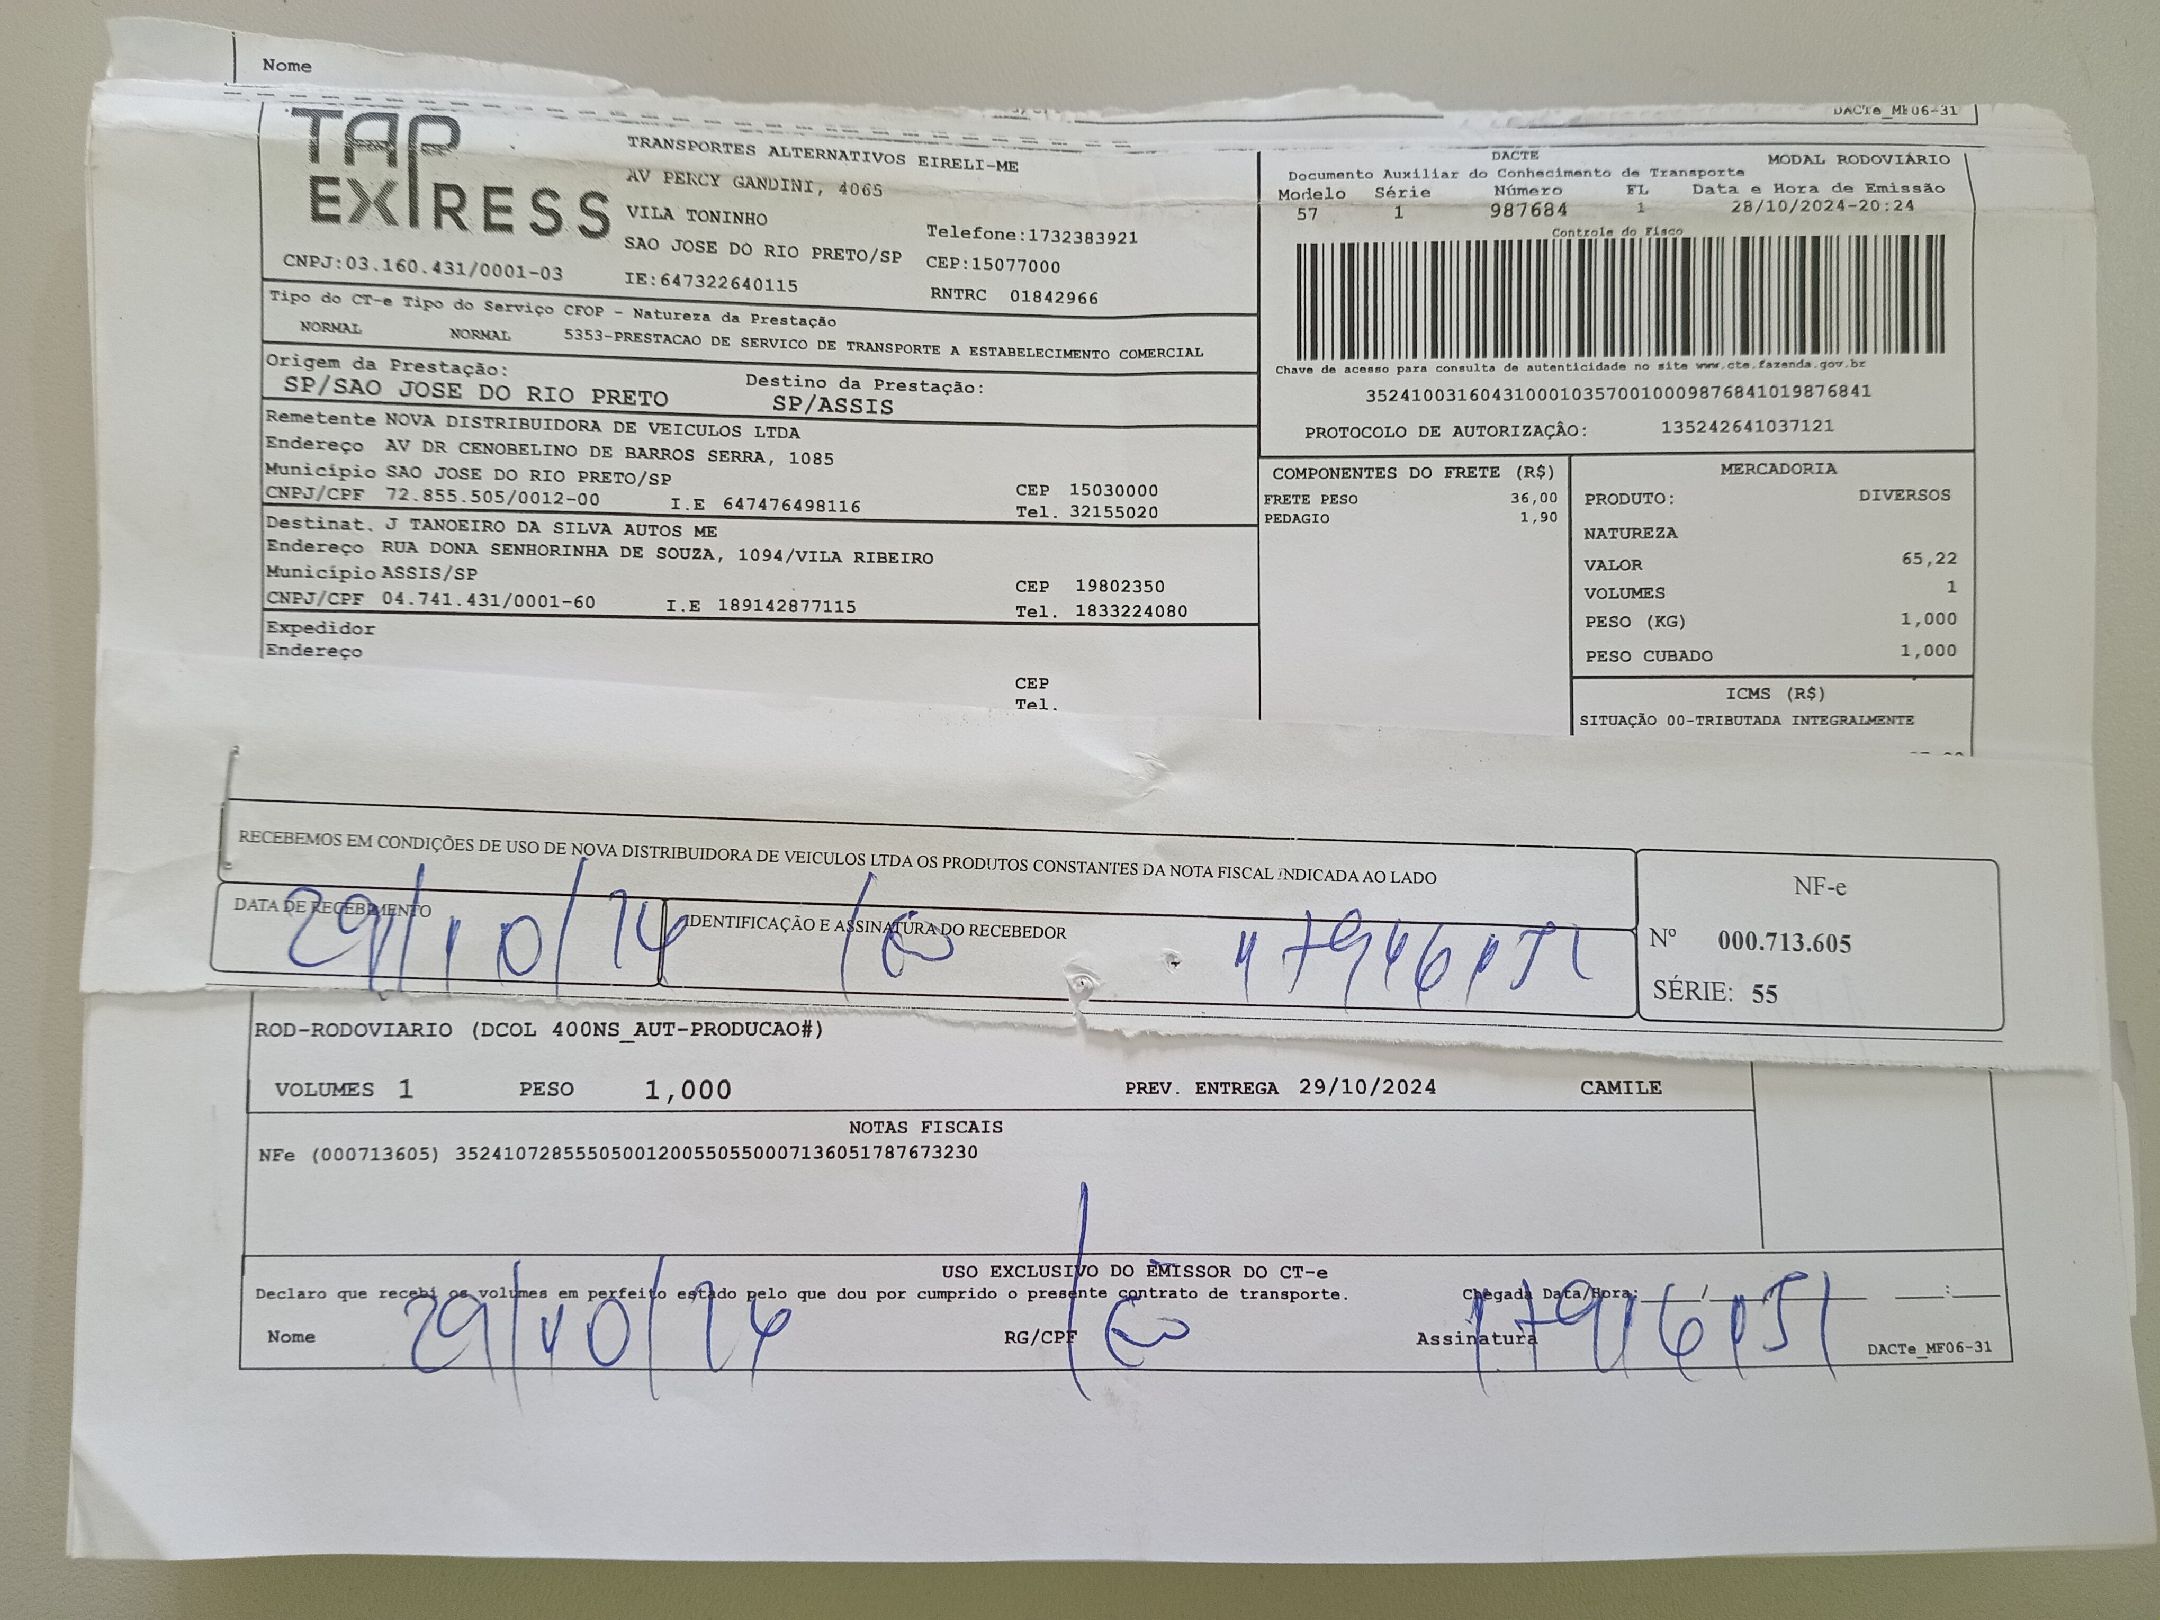 Nome
DACTe_MF06-31
TAP EXPRESS
TRANSPORTES ALTERNATIVOS EIRELI-ME
AV PERCY GANDINI, 4065
VILA TONINHO
SAO JOSE DO RIO PRETO/SP
Telefone:1732383921
CEP:15077000
CNPJ:03.160.431/0001-03
IE:647322640115
RNTRC 01842966
DACTE
MODAL RODOVIÁRIO
Documento Auxiliar do Conhecimento de Transporte
Modelo Série Número FL Data e Hora de Emissão
57 1 987684 1 28/10/2024-20:24
Controle do Fisco
Chave de acesso para consulta de autenticidade no site www.cte.fazenda.gov.br
35241003160431000103570010009876841019876841
PROTOCOLO DE AUTORIZAÇÂO: 135242641037121
Tipo do CT-e Tipo do Serviço CFOP - Natureza da Prestação
NORMAL NORMAL 5353-PRESTACAO DE SERVICO DE TRANSPORTE A ESTABELECIMENTO COMERCIAL
Origem da Prestação: Destino da Prestação:
SP/SAO JOSE DO RIO PRETO SP/ASSIS
Remetente NOVA DISTRIBUIDORA DE VEICULOS LTDA
Endereço AV DR CENOBELINO DE BARROS SERRA, 1085
Município SAO JOSE DO RIO PRETO/SP CEP 15030000
CNPJ/CPF 72.855.505/0012-00 I.E 647476498116 Tel. 32155020
Destinat. J TANOEIRO DA SILVA AUTOS ME
Endereço RUA DONA SENHORINHA DE SOUZA, 1094/VILA RIBEIRO
Município ASSIS/SP CEP 19802350
CNPJ/CPF 04.741.431/0001-60 I.E 189142877115 Tel. 1833224080
Expedidor
Endereço
CEP
Tel.
COMPONENTES DO FRETE (R$)
FRETE PESO 36,00
PEDAGIO 1,90
MERCADORIA
PRODUTO: DIVERSOS
NATUREZA
VALOR 65,22
VOLUMES 1
PESO (KG) 1,000
PESO CUBADO 1,000
ICMS (R$)
SITUAÇÃO 00-TRIBUTADA INTEGRALMENTE
RECEBEMOS EM CONDIÇÕES DE USO DE NOVA DISTRIBUIDORA DE VEICULOS LTDA OS PRODUTOS CONSTANTES DA NOTA FISCAL INDICADA AO LADO
DATA DE RECEBIMENTO
29/10/
IDENTIFICAÇÃO E ASSINATURA DO RECEBEDOR
NF-e
Nº 000.713.605
SÉRIE: 55
ROD-RODOVIARIO (DCOL 400NS_AUT-PRODUCAO#)
VOLUMES 1 PESO 1,000 PREV. ENTREGA 29/10/2024 CAMILE
NOTAS FISCAIS
NFe (000713605) 35241072855505001200550550007136051787673230
USO EXCLUSIVO DO EMISSOR DO CT-e
Declaro que recebi os volumes em perfeito estado pelo que dou por cumprido o presente contrato de transporte. Chegada Data/Hora: / :
Nome RG/CPF Assinatura DACTe_MF06-31
29/10/